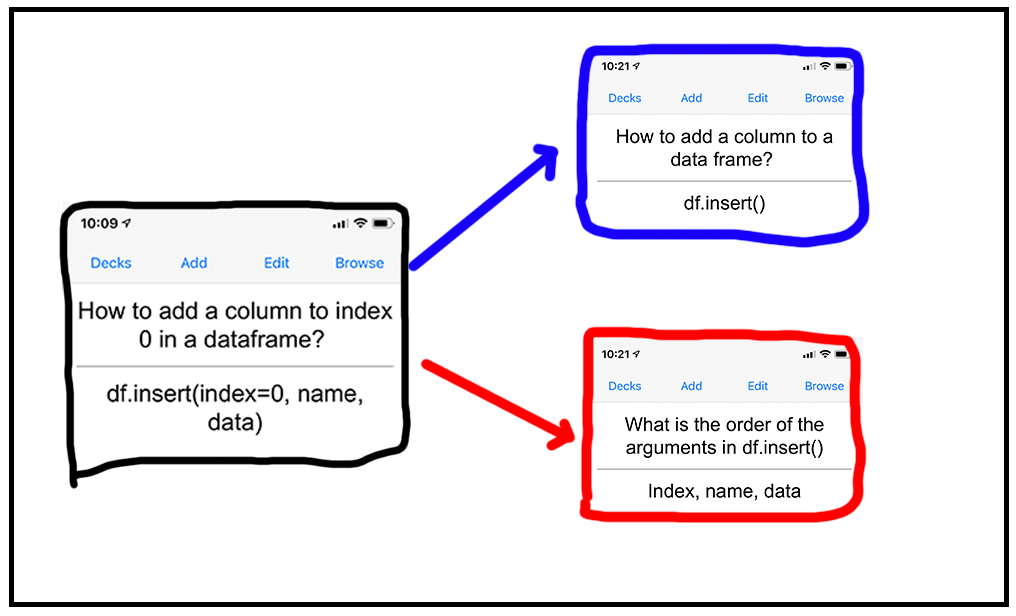 10:09
Decks Add Edit Browse
How to add a column to index
0 in a dataframe?
df.insert(index=0, name,
data)
10:21
Decks Add Edit Browse
How to add a column to a
data frame?
df.insert()
10:21
Decks Add Edit Browse
What is the order of the
arguments in df.insert()
Index, name, data